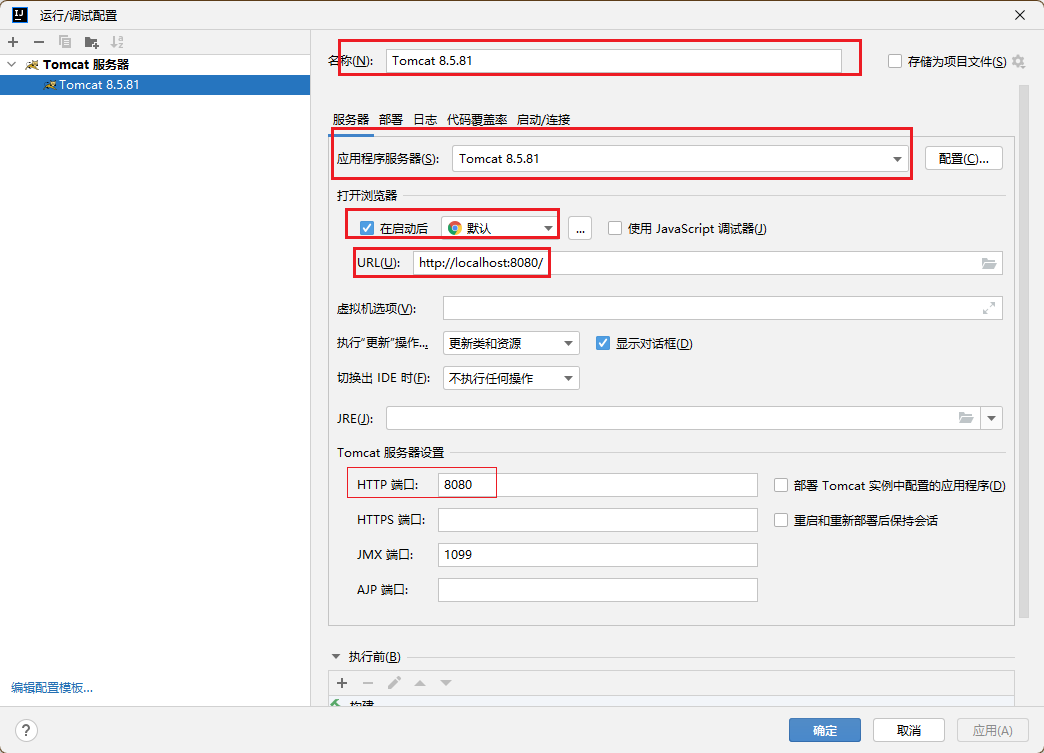 运行/调试配置
Tomcat 服务器
Tomcat 8.5.81
编辑配置模板...
名称(N): Tomcat 8.5.81 存储为项目文件(S)
服务器 部署 日志 代码覆盖率 启动/连接
应用程序服务器(S): Tomcat 8.5.81 配置(C)...
打开浏览器
在启动后 默认 ... 使用 JavaScript 调试器(J)
URL(U): http://localhost:8080/
虚拟机选项(V):
执行"更新"操作... 更新类和资源 显示对话框(D)
切换出 IDE 时(F): 不执行任何操作
JRE(J):
Tomcat 服务器设置
HTTP 端口: 8080 部署 Tomcat 实例中配置的应用程序(D)
HTTPS 端口: 重启和重新部署后保持会话
JMX 端口: 1099
AJP 端口:
执行前(B)
构建
? 确定 取消 应用(A)